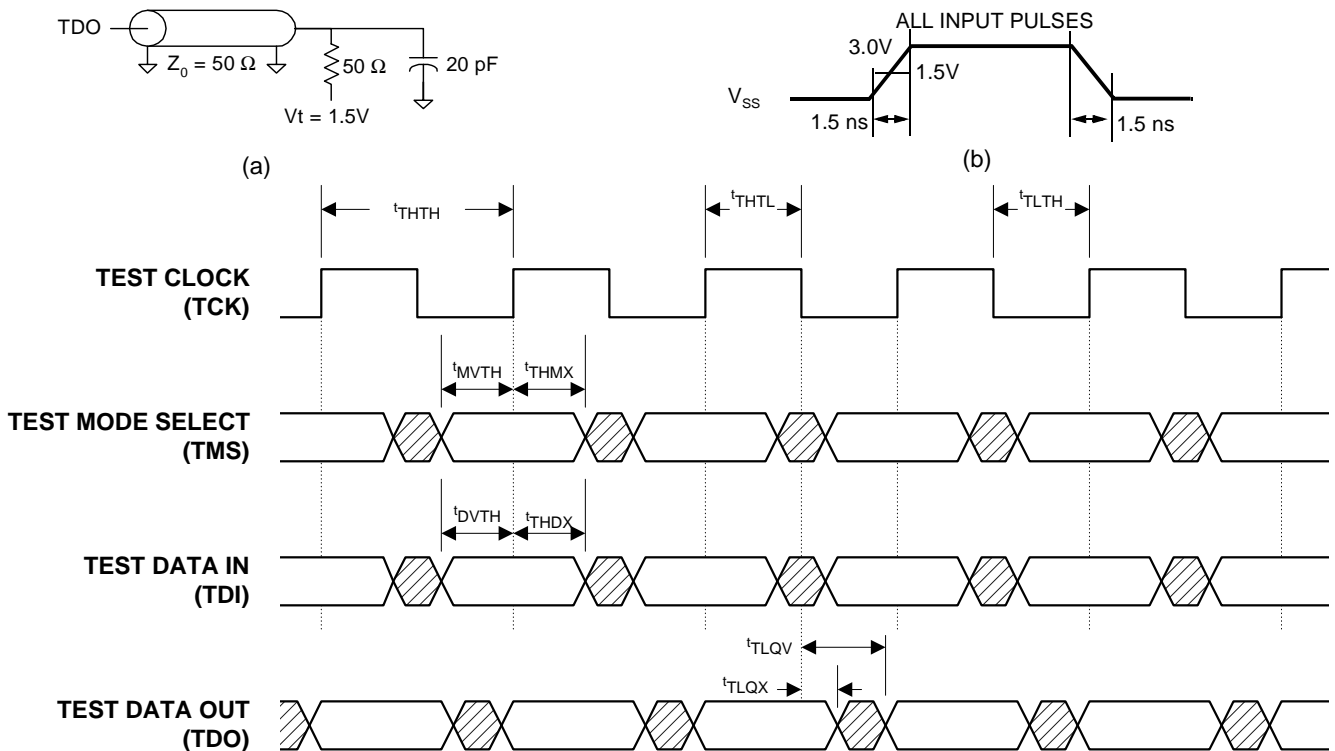 TDO
Z0 = 50 Ω
50 Ω
20 pF
Vt = 1.5V
(a)
ALL INPUT PULSES
3.0V
1.5V
VSS
1.5 ns
1.5 ns
(b)
tTHTH
tTHTL
tTLTH
TEST CLOCK
(TCK)
tMVTH
tTHMX
TEST MODE SELECT
(TMS)
tDVTH
tTHDX
TEST DATA IN
(TDI)
tTLQV
tTLQX
TEST DATA OUT
(TDO)